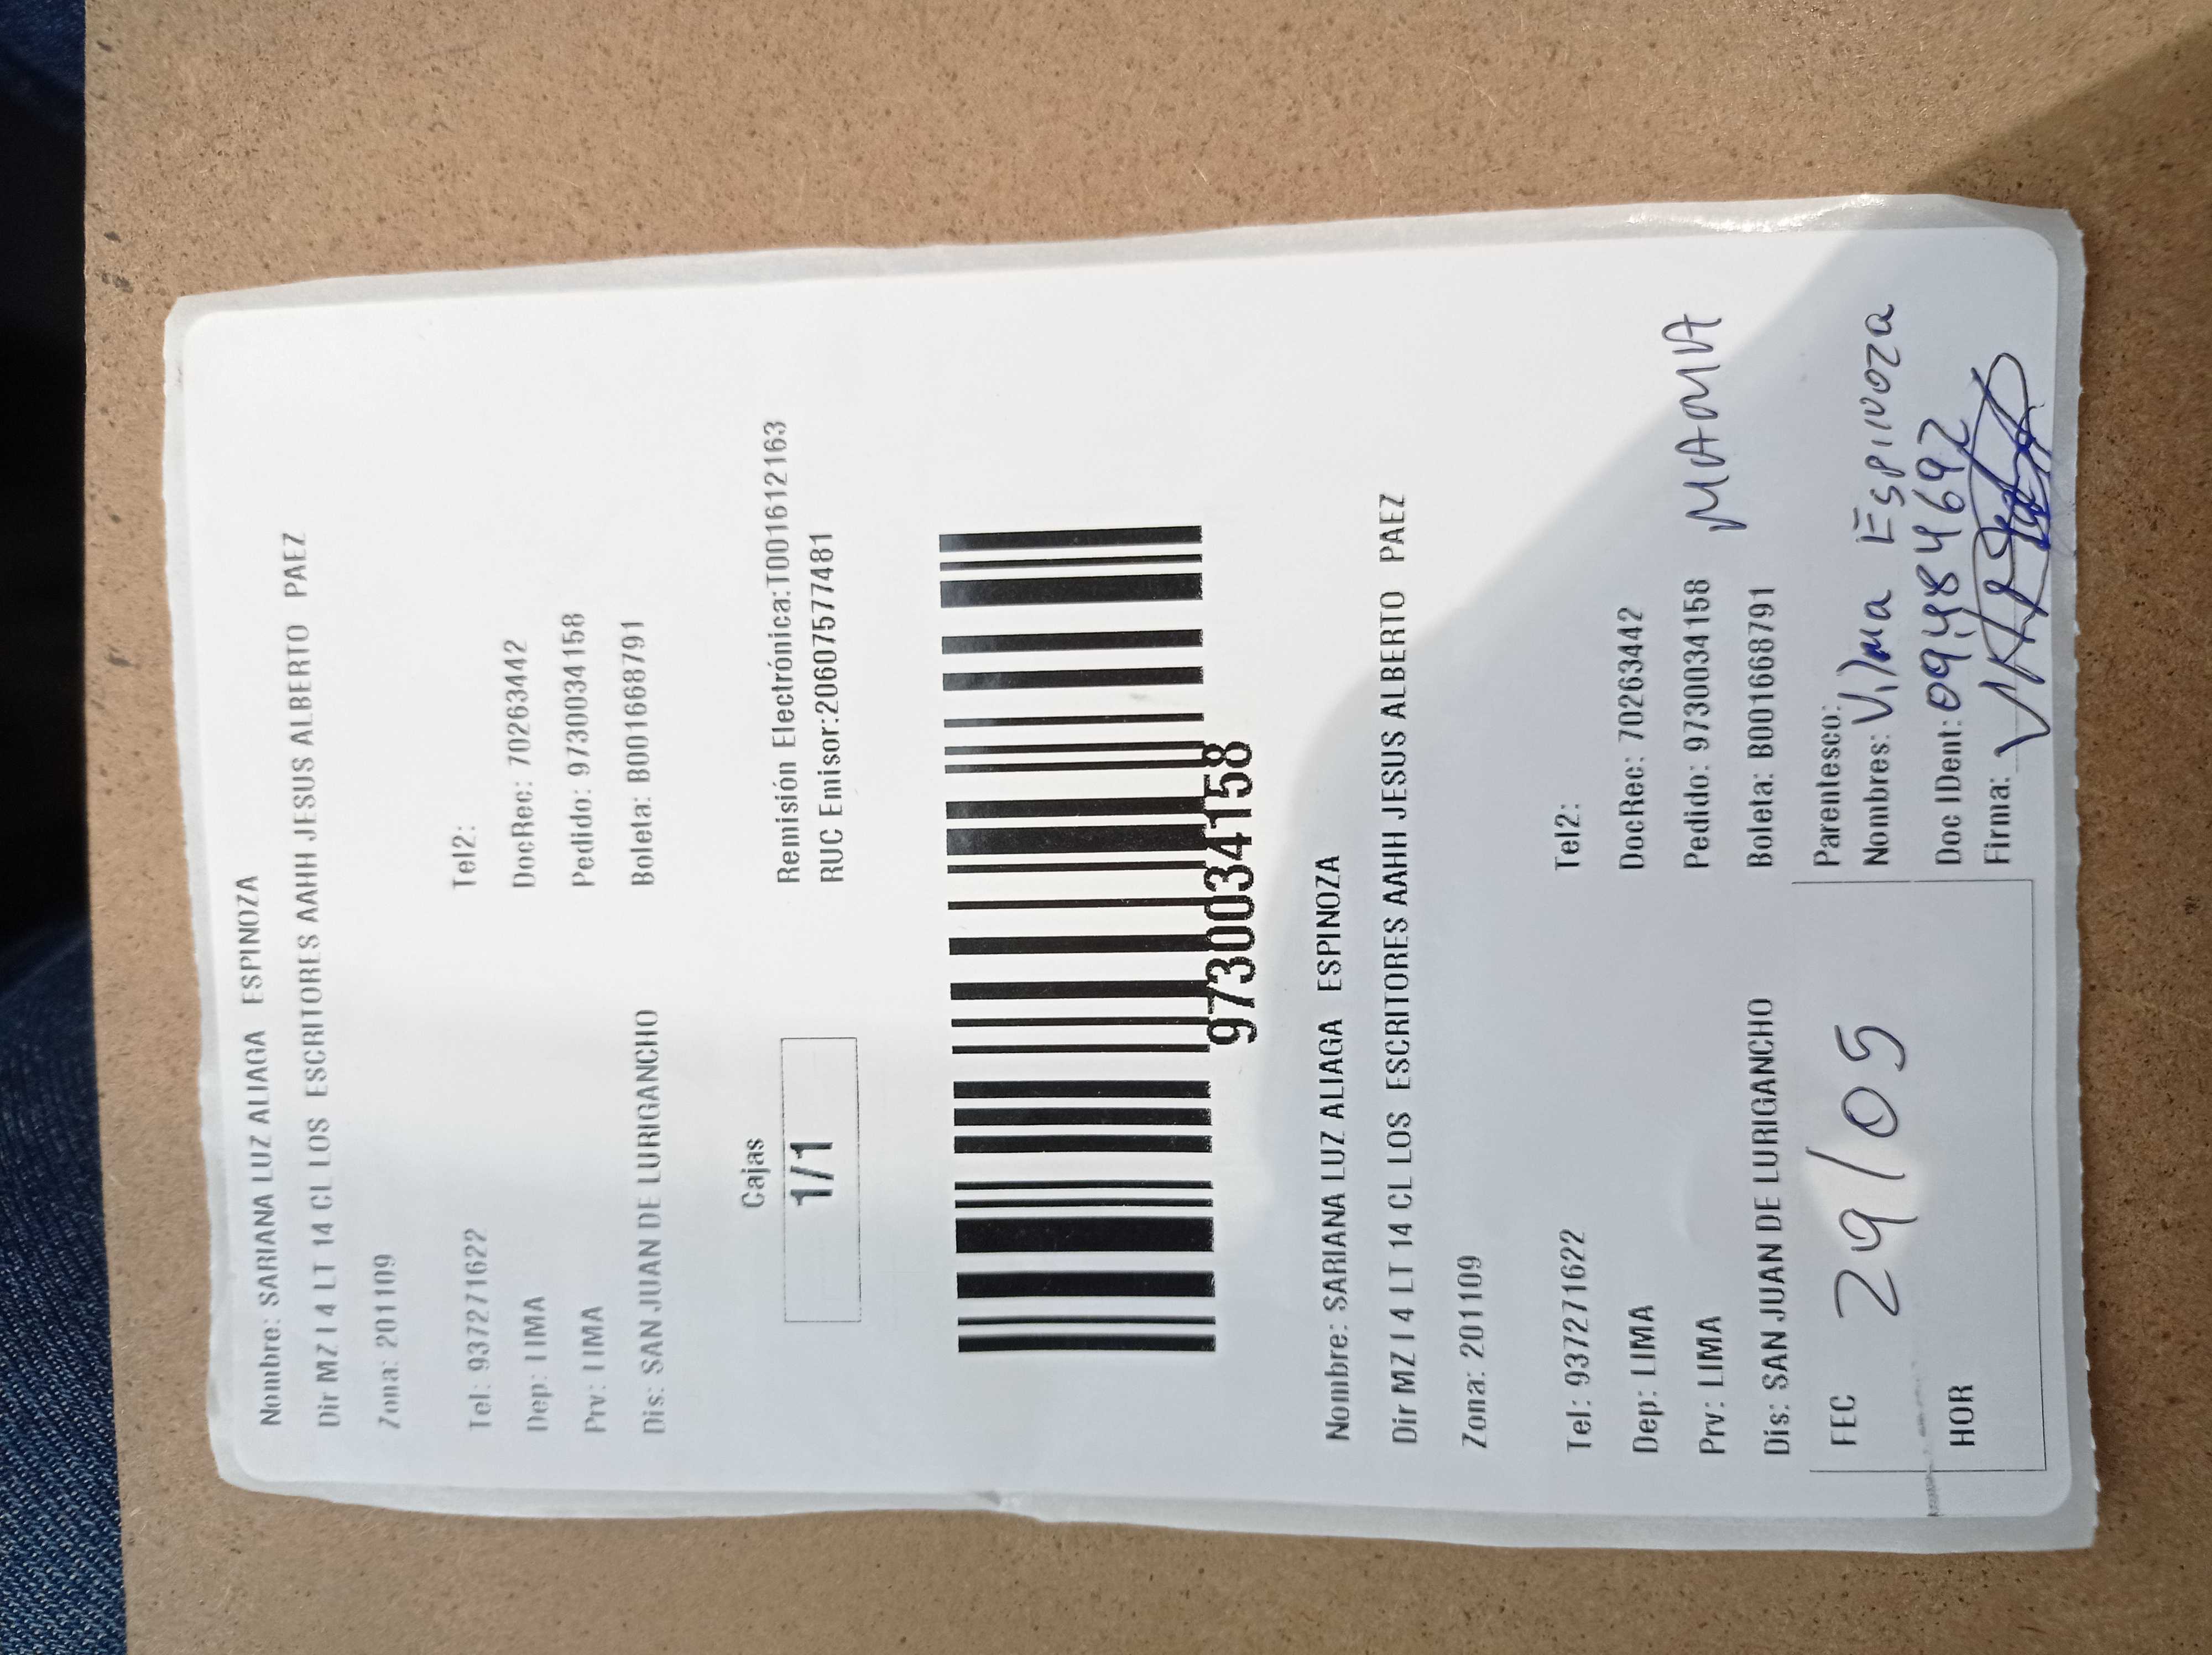 Nombre: SARIANA LUZ ALIAGA ESPINOZA
Dir MZ I 4 LT 14 CL LOS ESCRITORES AAHH JESUS ALBERTO PAEZ
Zona: 201109
Tel: 937271622 Tel2:
Dep: LIMA DocRec: 70263442
Prv: LIMA Pedido: 9730034158
Dis: SAN JUAN DE LURIGANCHO Boleta: B001668791
Cajas Remisión Electrónica:T001612163
1/1 RUC Emisor:20607577481
9730034158
Nombre: SARIANA LUZ ALIAGA ESPINOZA
Dir MZ I 4 LT 14 CL LOS ESCRITORES AAHH JESUS ALBERTO PAEZ
Zona: 201109
Tel: 937271622 Tel2:
Dep: LIMA DocRec: 70263442
Prv: LIMA Pedido: 9730034158 MAMA
Dis: SAN JUAN DE LURIGANCHO Boleta: B001668791
FEC 29/05 Parentesco:
Nombres: Vilma Espinoza
HOR Doc IDent: 09484692
Firma: